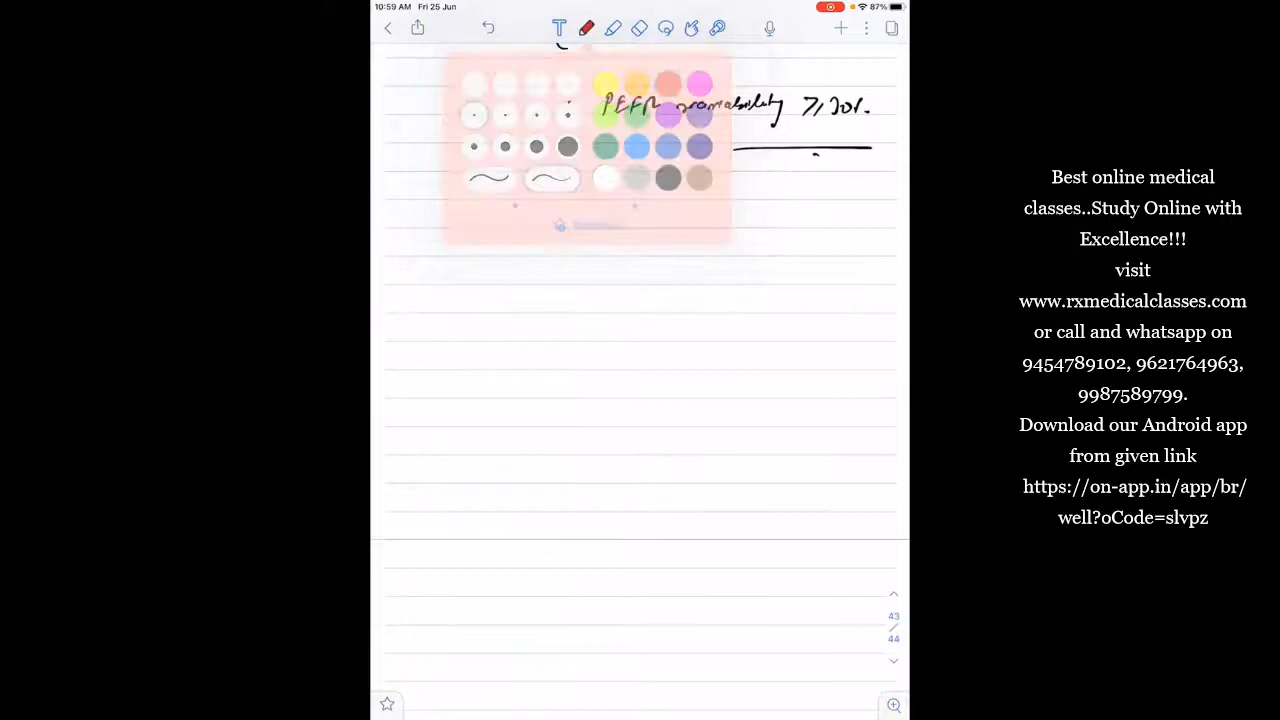 10:59 AM Fri 25 Jun
87%
T
PEFR ≥ 20%.
43
/
44
Best online medical
classes..Study Online with
Excellence!!!
visit
www.rxmedicalclasses.com
or call and whatsapp on
9454789102, 9621764963,
9987589799.
Download our Android app
from given link
https://on-app.in/app/br/
well?oCode=slvpz